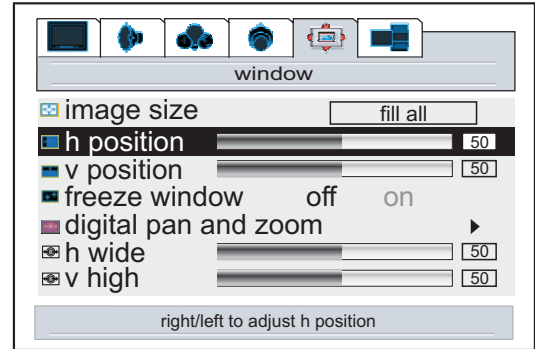 window
image size fill all
h position 50
v position 50
freeze window off on
digital pan and zoom
h wide 50
v high 50
right/left to adjust h position